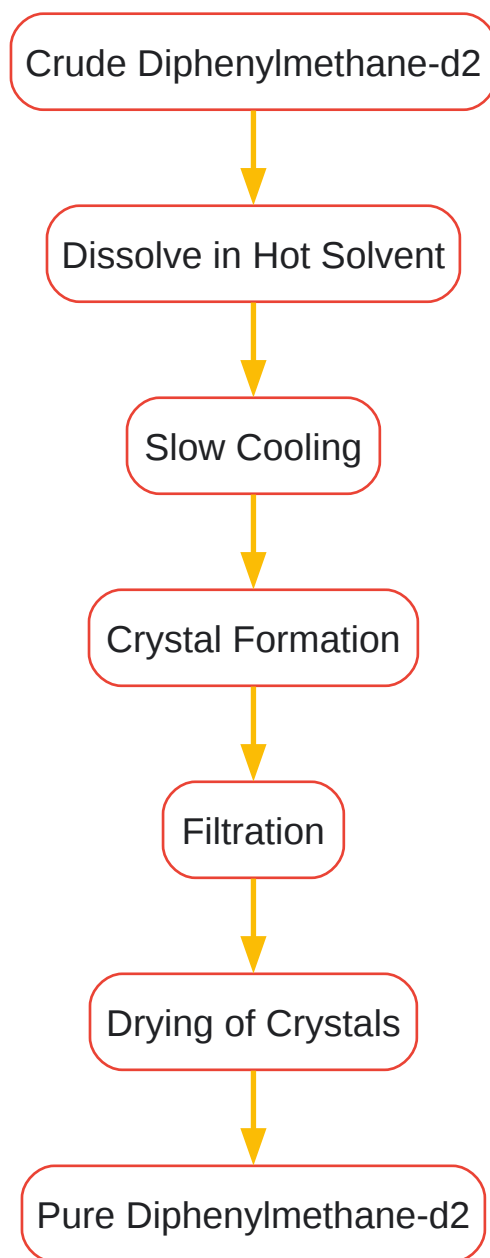 Crude Diphenylmethane-d2
Dissolve in Hot Solvent
Slow Cooling
Crystal Formation
Filtration
Drying of Crystals
Pure Diphenylmethane-d2